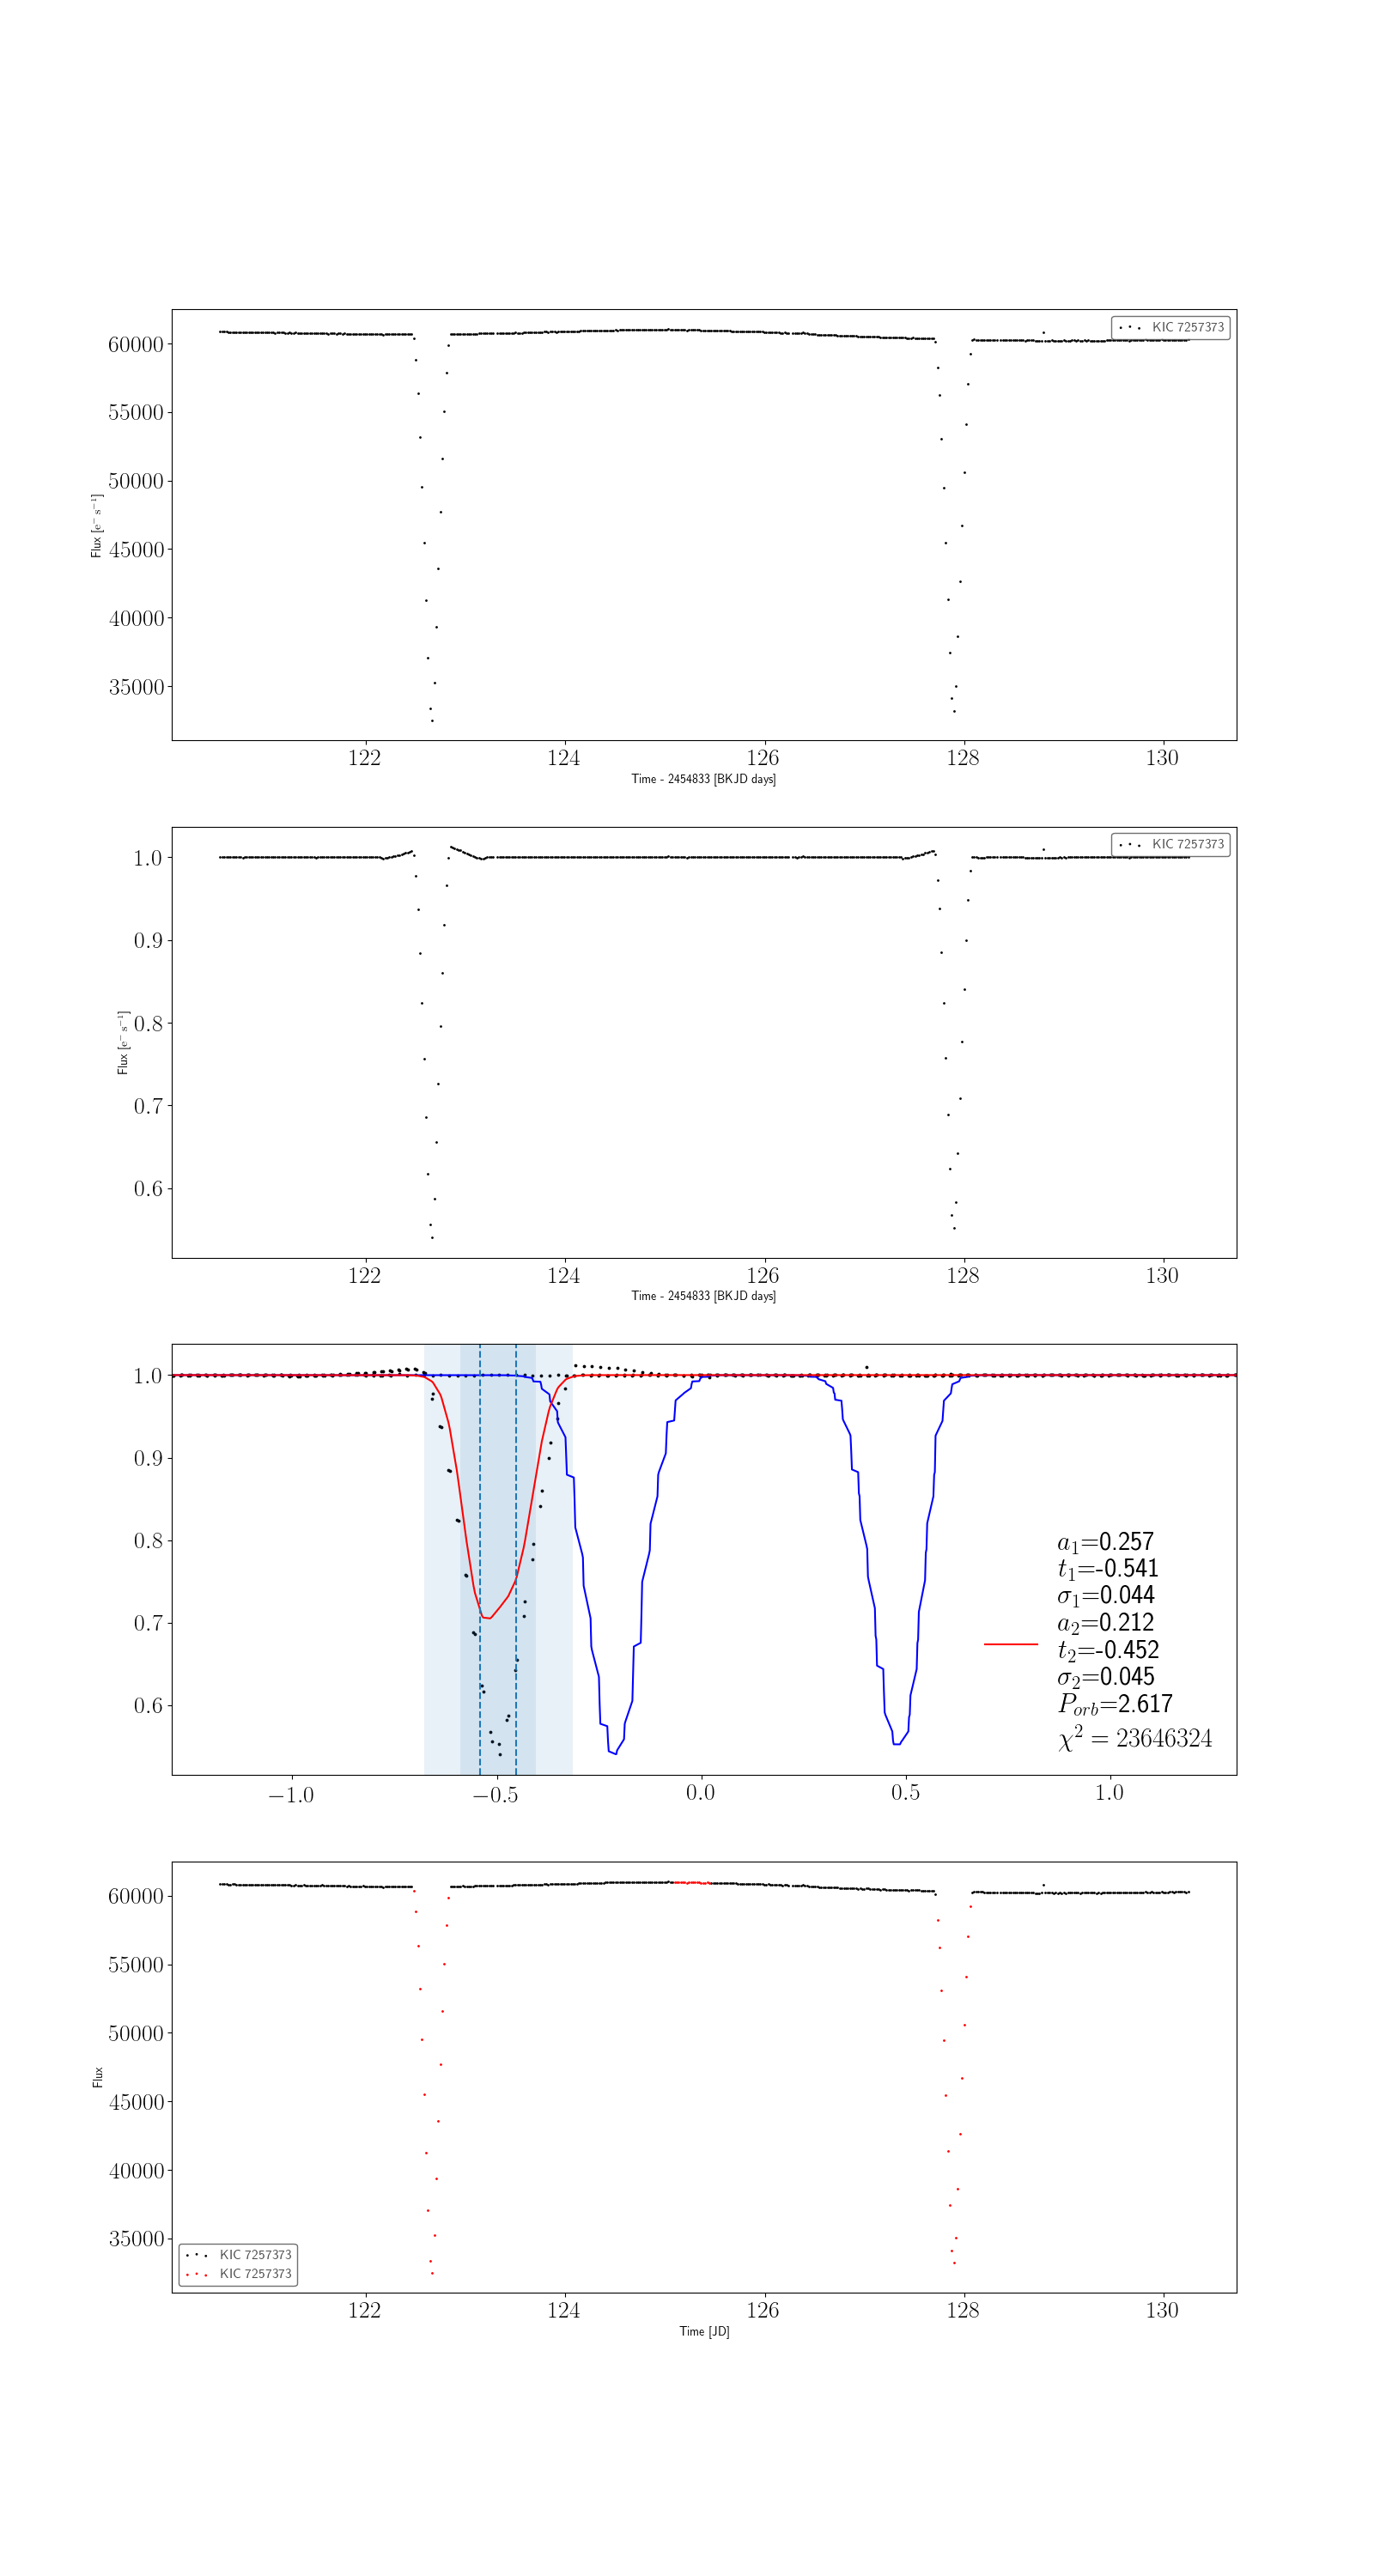 60000
55000
50000
45000
40000
35000
Flux [e⁻ s⁻¹]
KIC 7257373
122 124 126 128 130
Time - 2454833 [BKJD days]
1.0
0.9
0.8
0.7
0.6
Flux [e⁻ s⁻¹]
KIC 7257373
122 124 126 128 130
Time - 2454833 [BKJD days]
1.0
0.9
0.8
0.7
0.6
a₁=0.257
t₁=-0.541
σ₁=0.044
a₂=0.212
t₂=-0.452
σ₂=0.045
P_orb=2.617
χ² = 23646324
−1.0 −0.5 0.0 0.5 1.0
60000
55000
50000
45000
40000
35000
Flux
KIC 7257373
KIC 7257373
122 124 126 128 130
Time [JD]